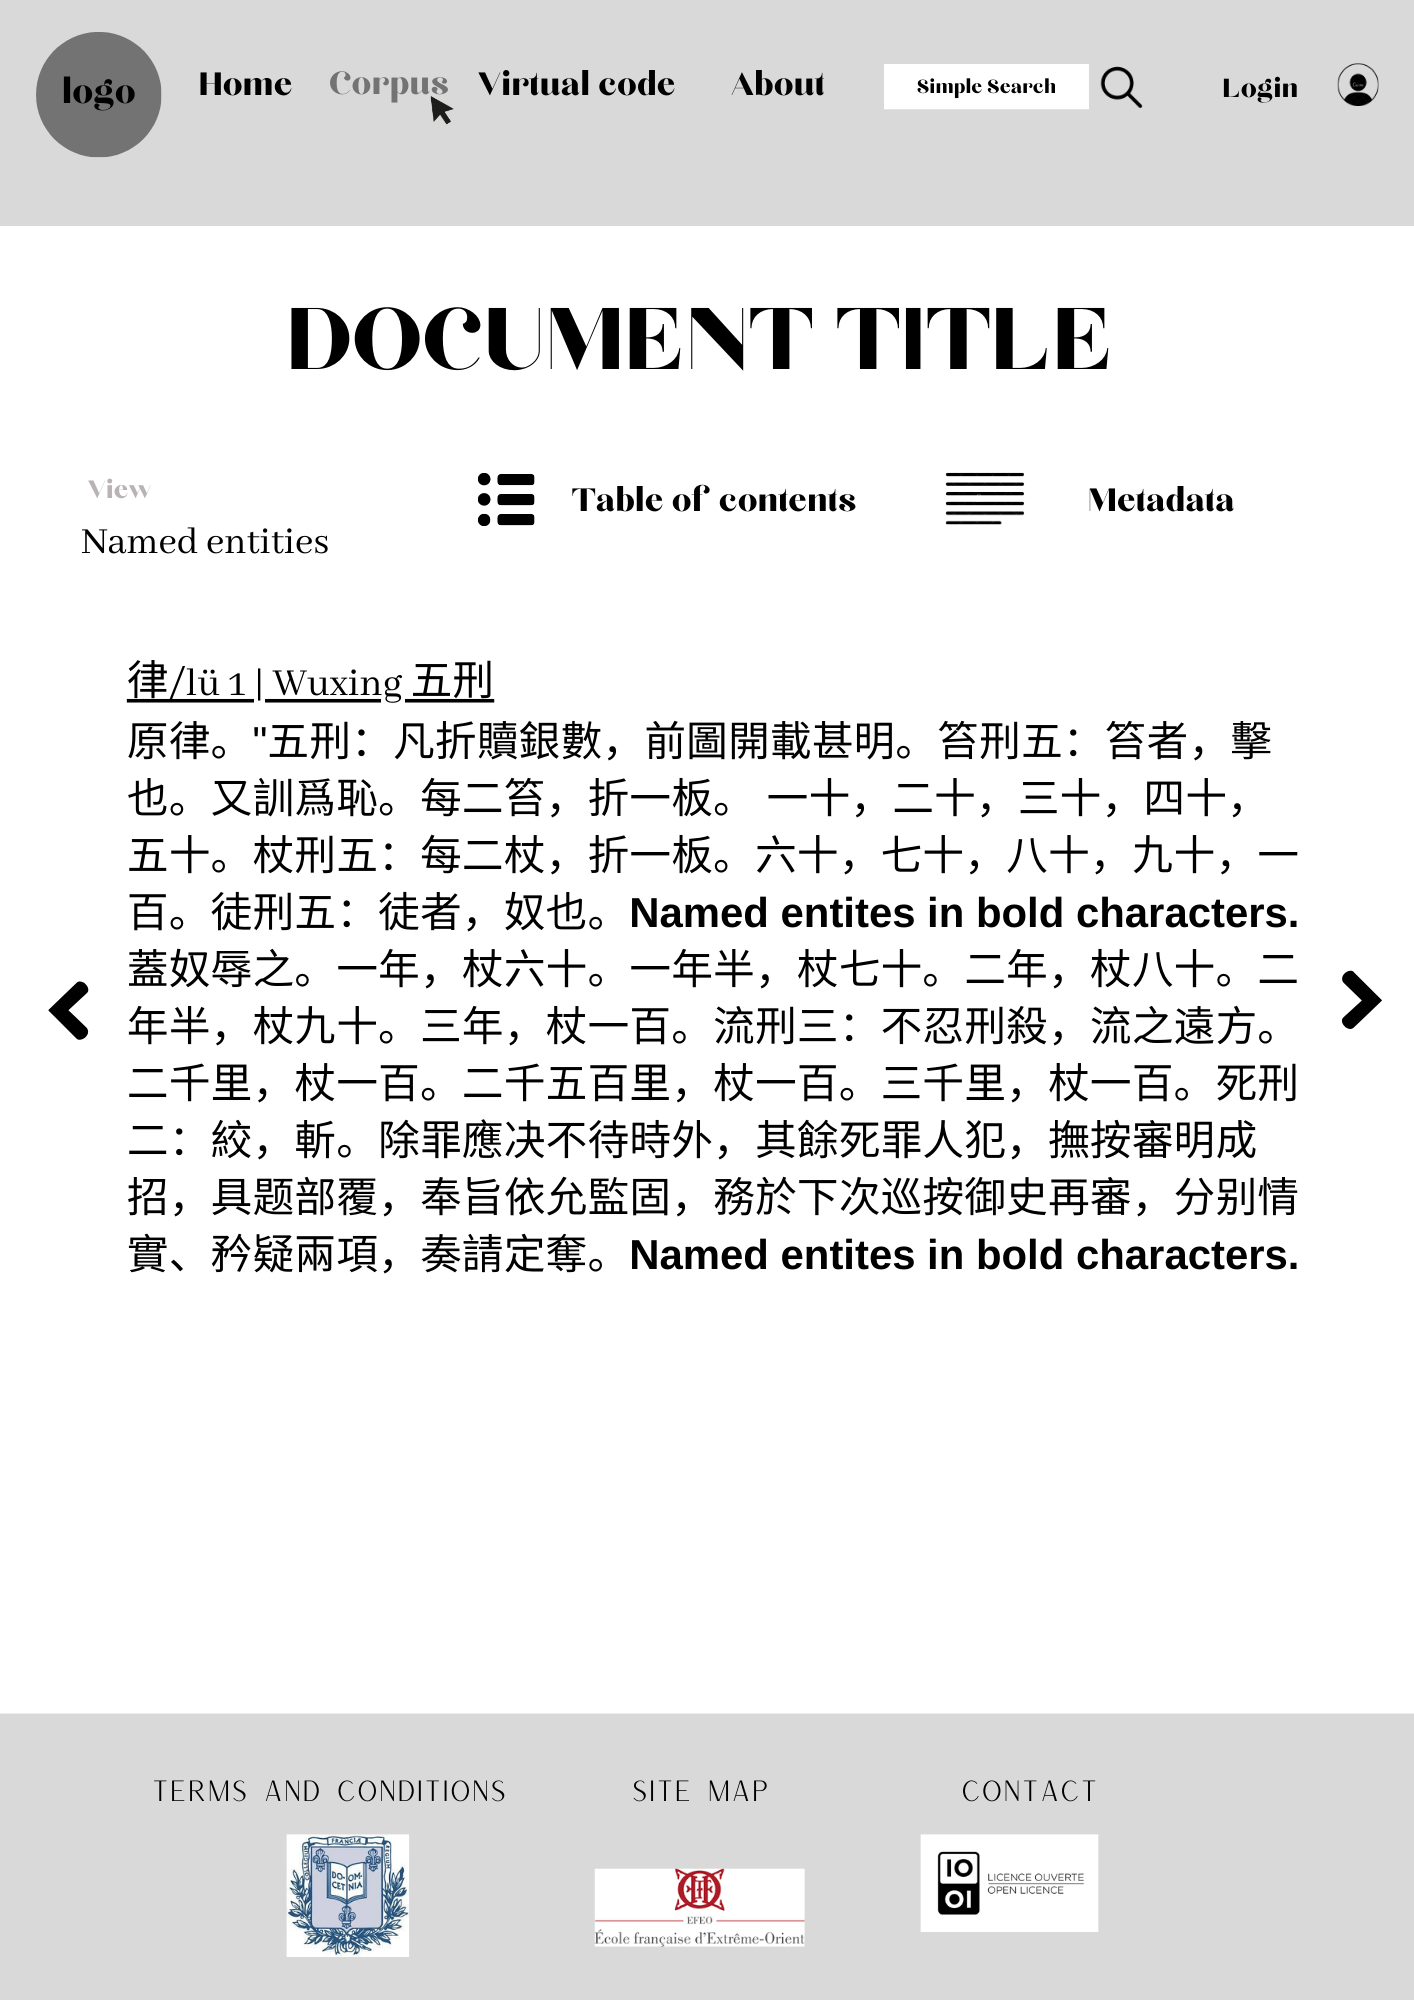 logo
Home
Corpus
Virtual code
About
Simple Search
Login
DOCUMENT TITLE
View
Named entities
Table of contents
Metadata
律/lü 1 | Wuxing 五刑
原律。"五刑：凡折贖銀數，前圖開載甚明。笞刑五：笞者，擊
也。又訓爲恥。每二笞，折一板。 一十，二十，三十，四十，
五十。杖刑五：每二杖，折一板。六十，七十，八十，九十，一
百。徒刑五：徒者，奴也。Named entites in bold characters.
蓋奴辱之。一年，杖六十。一年半，杖七十。二年，杖八十。二
年半，杖九十。三年，杖一百。流刑三：不忍刑殺，流之遠方。
二千里，杖一百。二千五百里，杖一百。三千里，杖一百。死刑
二：絞，斬。除罪應决不待時外，其餘死罪人犯，撫按審明成
招，具题部覆，奉旨依允監固，務於下次巡按御史再審，分别情
實、矜疑兩項，奏請定奪。Named entites in bold characters.
TERMS AND CONDITIONS
SITE MAP
CONTACT
COLLEGIUM FRANCIÆ REGIUM
DO- OM-
CET NIA
EFEO
École française d'Extrême-Orient
IO
OI
LICENCE OUVERTE
OPEN LICENCE